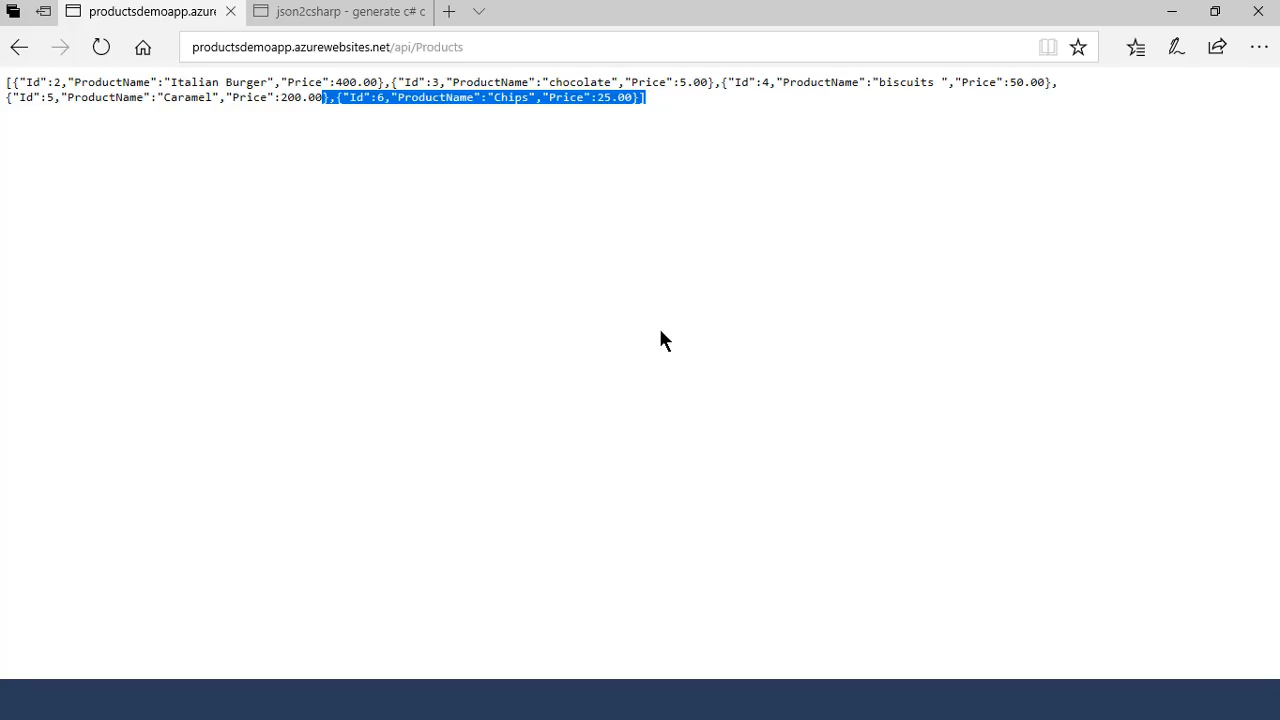 productsdemoapp.azure
json2csharp - generate c# c
productsdemoapp.azurewebsites.net/api/Products
[{"Id":2,"ProductName":"Italian Burger","Price":400.00},{"Id":3,"ProductName":"chocolate","Price":5.00},{"Id":4,"ProductName":"biscuits ","Price":50.00},
{"Id":5,"ProductName":"Caramel","Price":200.00},{"Id":6,"ProductName":"Chips","Price":25.00}]